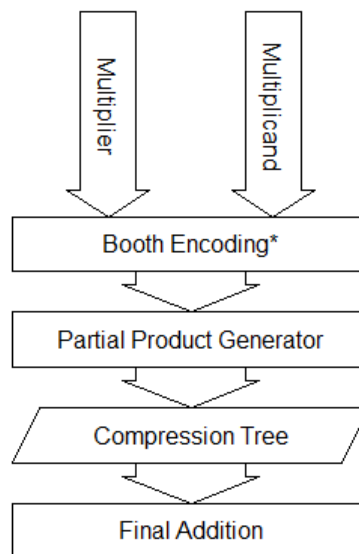 Multiplier
Multiplicand
Booth Encoding*
Partial Product Generator
Compression Tree
Final Addition